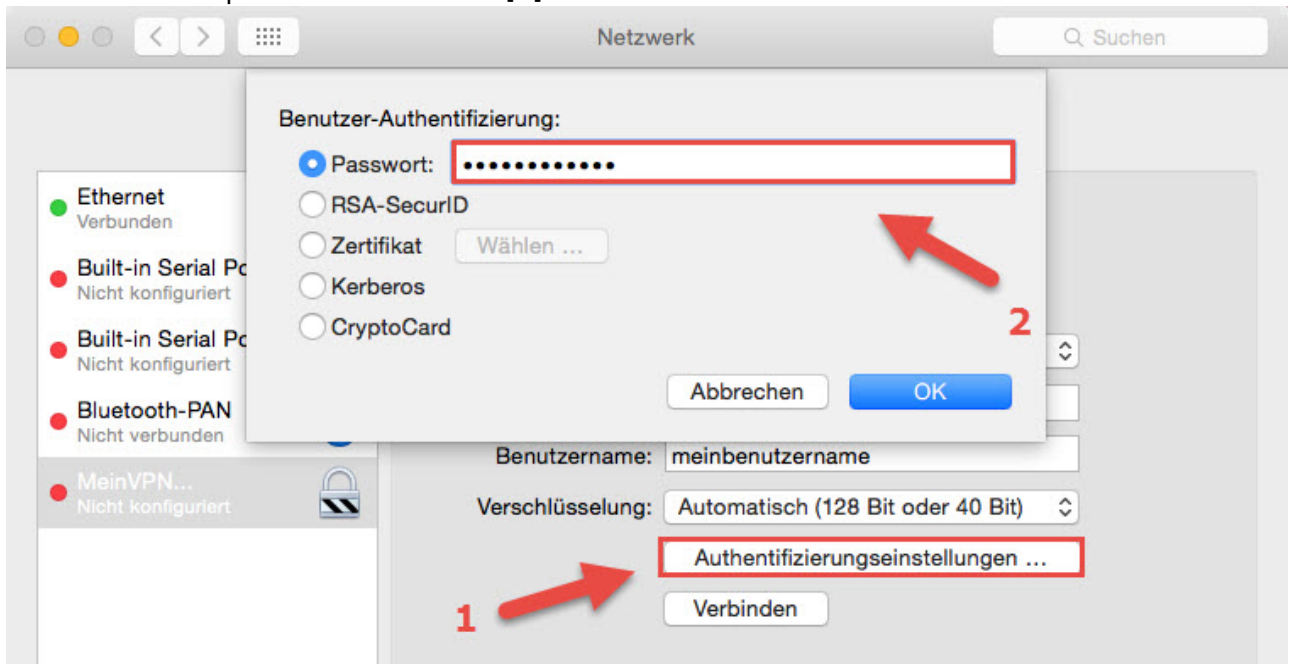 Netzwerk
Suchen
Benutzer-Authentifizierung:
Passwort: ••••••••••••
RSA-SecurID
Zertifikat Wählen ...
Kerberos
CryptoCard
2
Abbrechen OK
Ethernet
Verbunden
Built-in Serial Po
Nicht konfiguriert
Built-in Serial Po
Nicht konfiguriert
Bluetooth-PAN
Nicht verbunden
MeinVPN...
Nicht konfiguriert
Benutzername: meinbenutzername
Verschlüsselung: Automatisch (128 Bit oder 40 Bit)
Authentifizierungseinstellungen ...
1
Verbinden